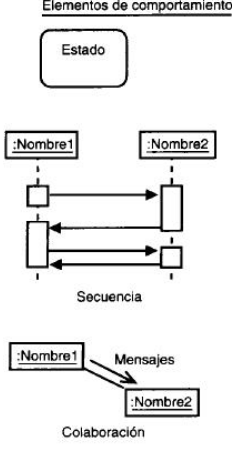 Elementos de comportamiento
Estado
:Nombre1 :Nombre2
Secuencia
:Nombre1
Mensajes
:Nombre2
Colaboración